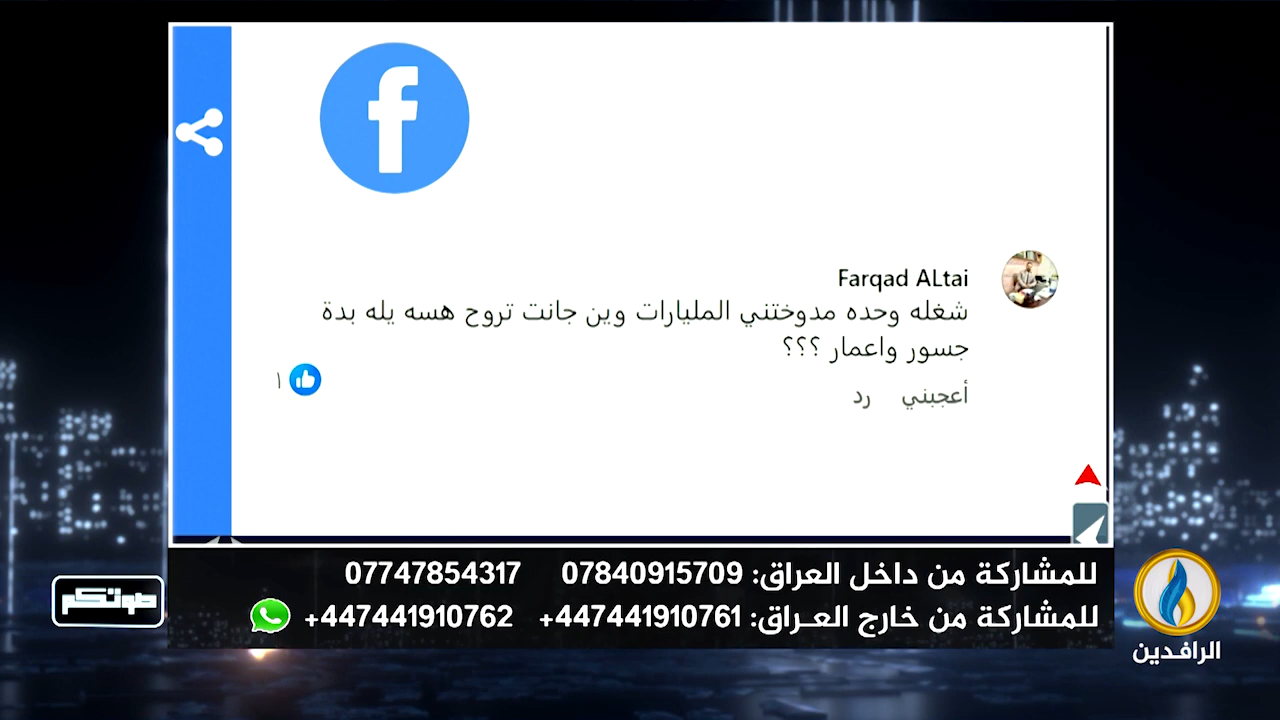 Farqad ALtai
شغله وحده مدوختني المليارات وين جانت تروح هسه يله بدة
جسور واعمار ؟؟؟
أعجبني رد
١
للمشاركة من داخل العراق: 07840915709 07747854317
للمشاركة من خارج العـراق: 447441910761+ 447441910762+
صوتكم
الرافدين